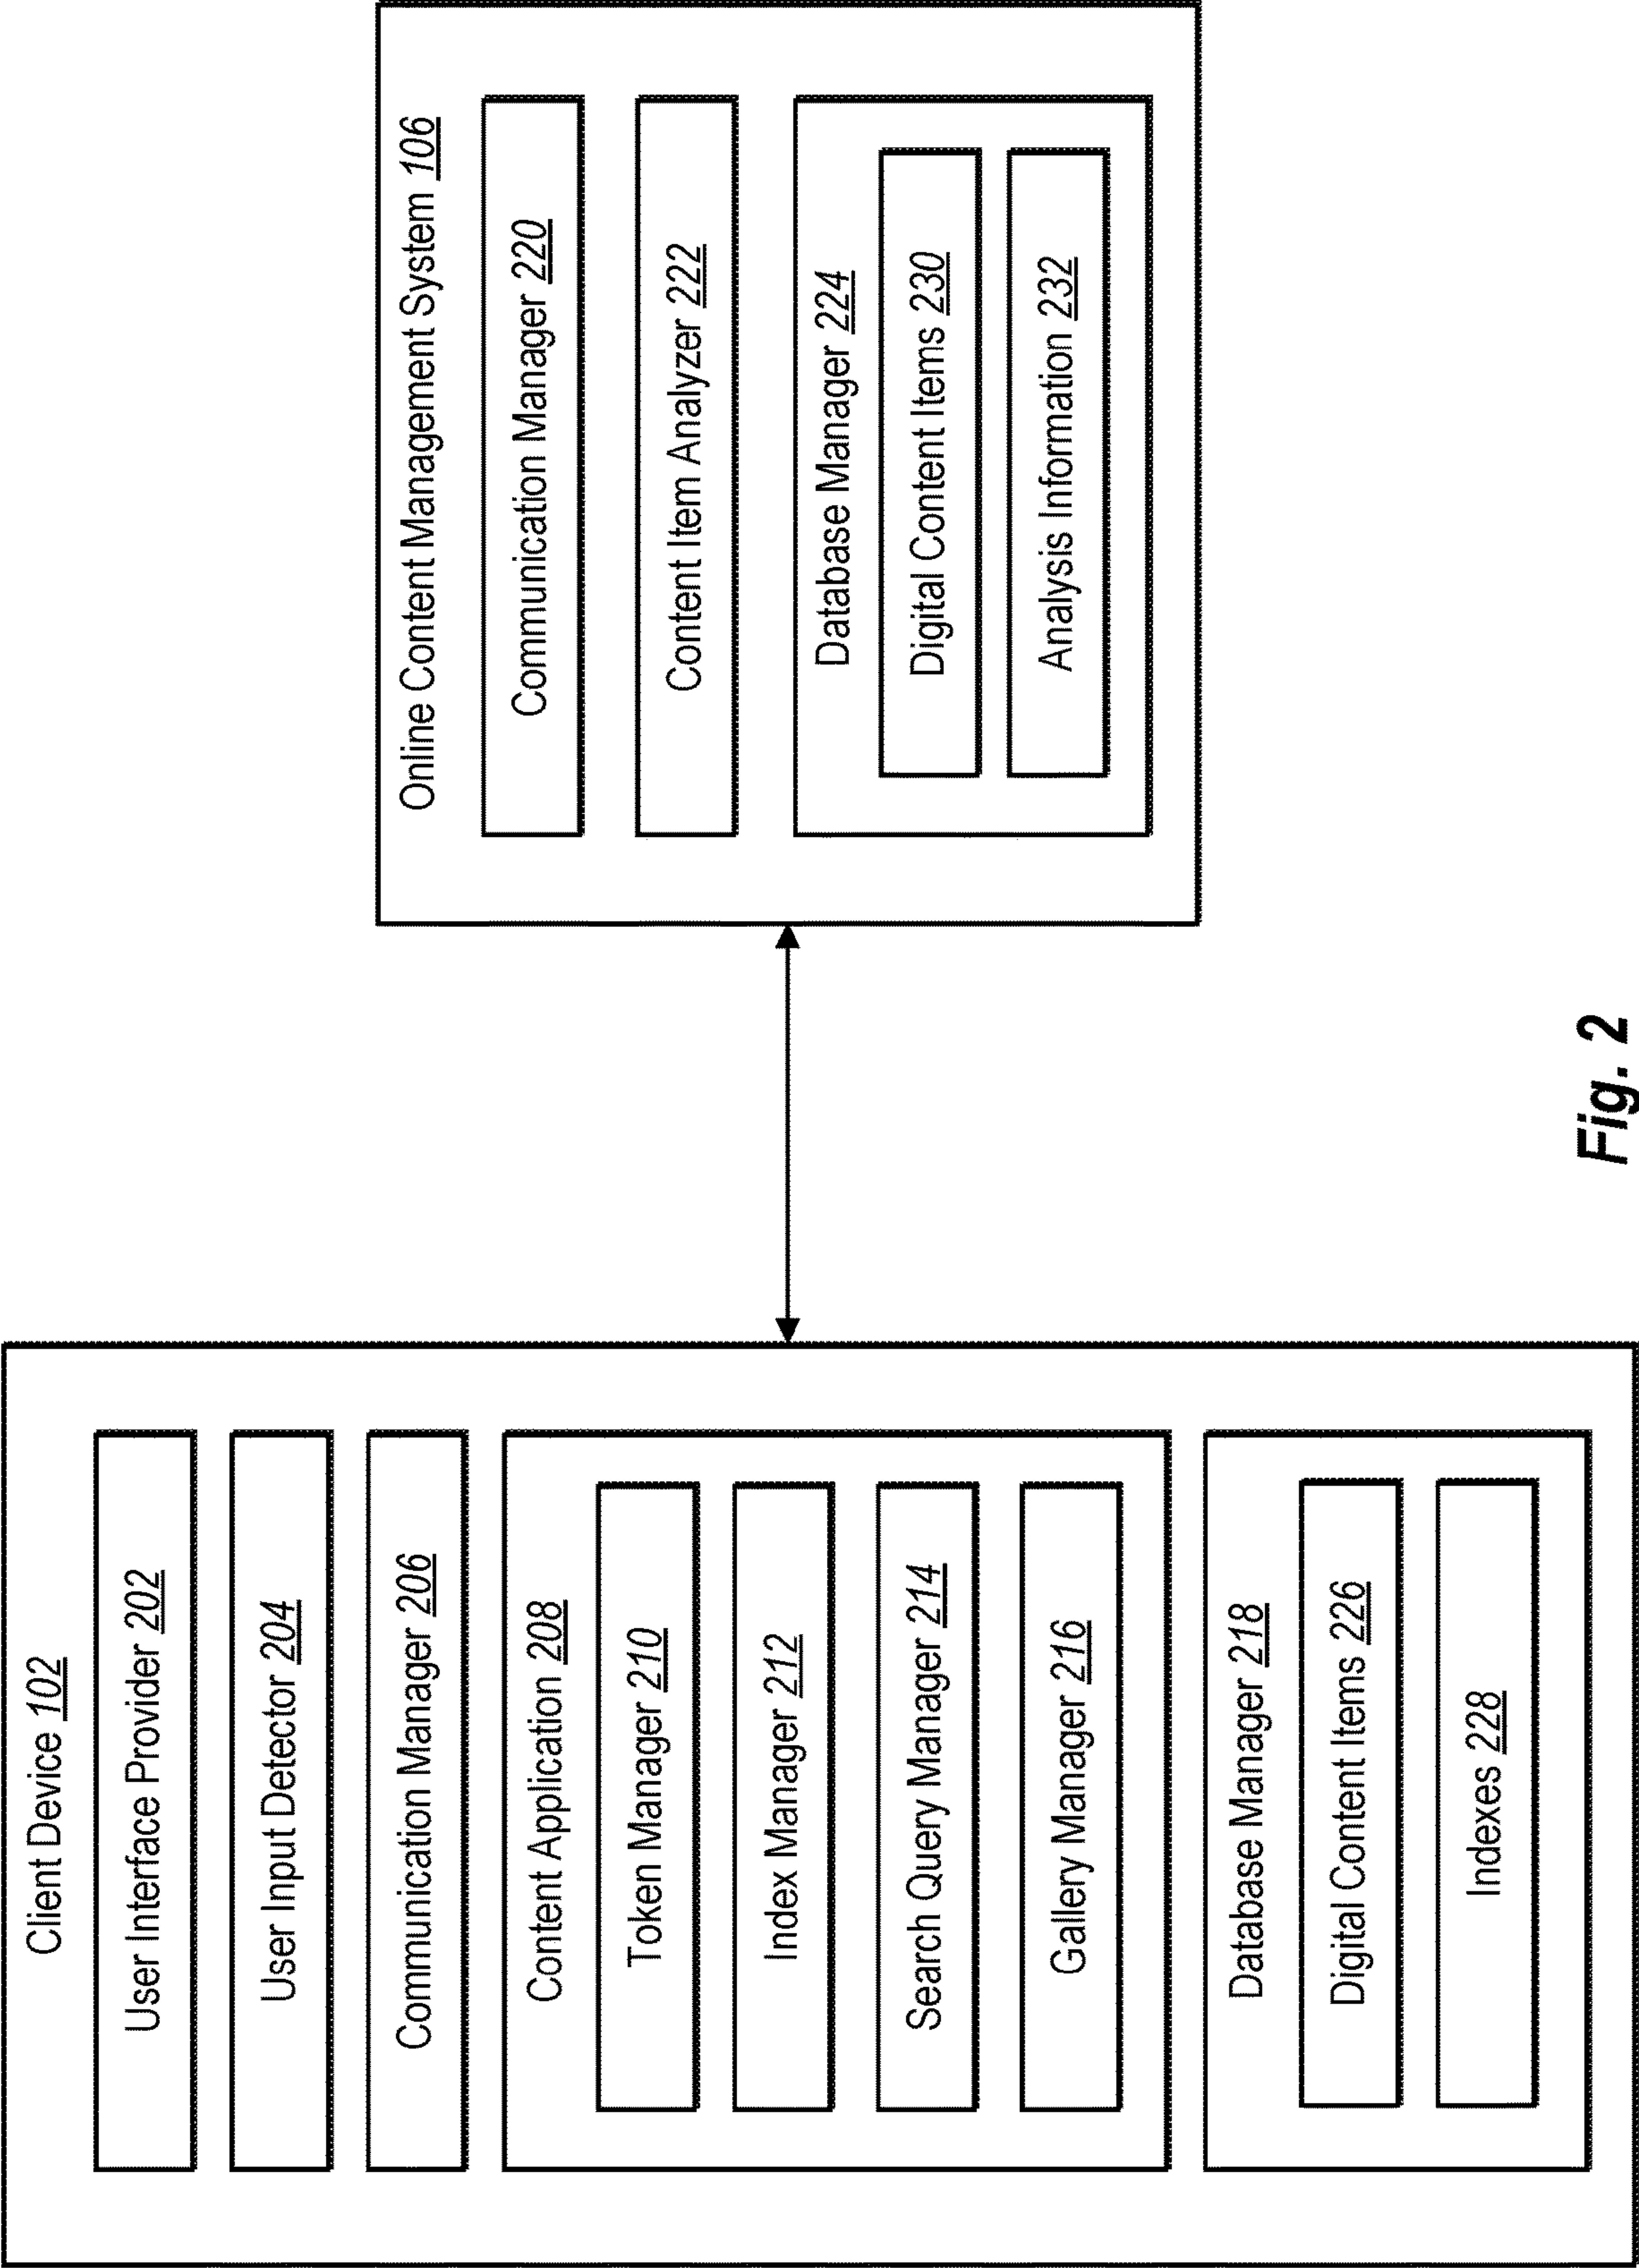 Client Device 102
User Interface Provider 202
User Input Detector 204
Communication Manager 206
Content Application 208
Token Manager 210
Index Manager 212
Search Query Manager 214
Gallery Manager 216
Database Manager 218
Digital Content Items 226
Indexes 228
Online Content Management System 106
Communication Manager 220
Content Item Analyzer 222
Database Manager 224
Digital Content Items 230
Analysis Information 232
Fig. 2